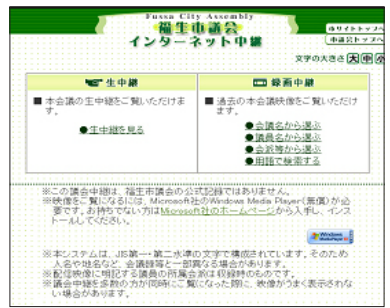 Fussa City Assembly
福生市議会
インターネット中継
市サイトトップへ
市議会トップへ
文字の大きさ 大 中 小
生中継
■ 本会議の生中継をご覧いただけます。
●生中継を見る
録画中継
■ 過去の本会議映像をご覧いただけます。
●会議名から選ぶ
●議員名から選ぶ
●会派等から選ぶ
●用語で検索する
※この議会中継は、福生市議会の公式記録ではありません。
※映像をご覧になるには、Microsoft社のWindows Media Player(無償)が必
要です。お持ちでない方はMicrosoft社のホームページから入手し、インス
トールしてください。
※本システムは、JIS第一・第二水準の文字で構成されています。そのため
人名や地名など、会議録等と一部異なる場合があります。
※配信映像に明記する議員の所属会派は収録時のものです。
※議会中継を多数の方が同時にご覧になった際に、映像がうまく表示されな
い場合があります。